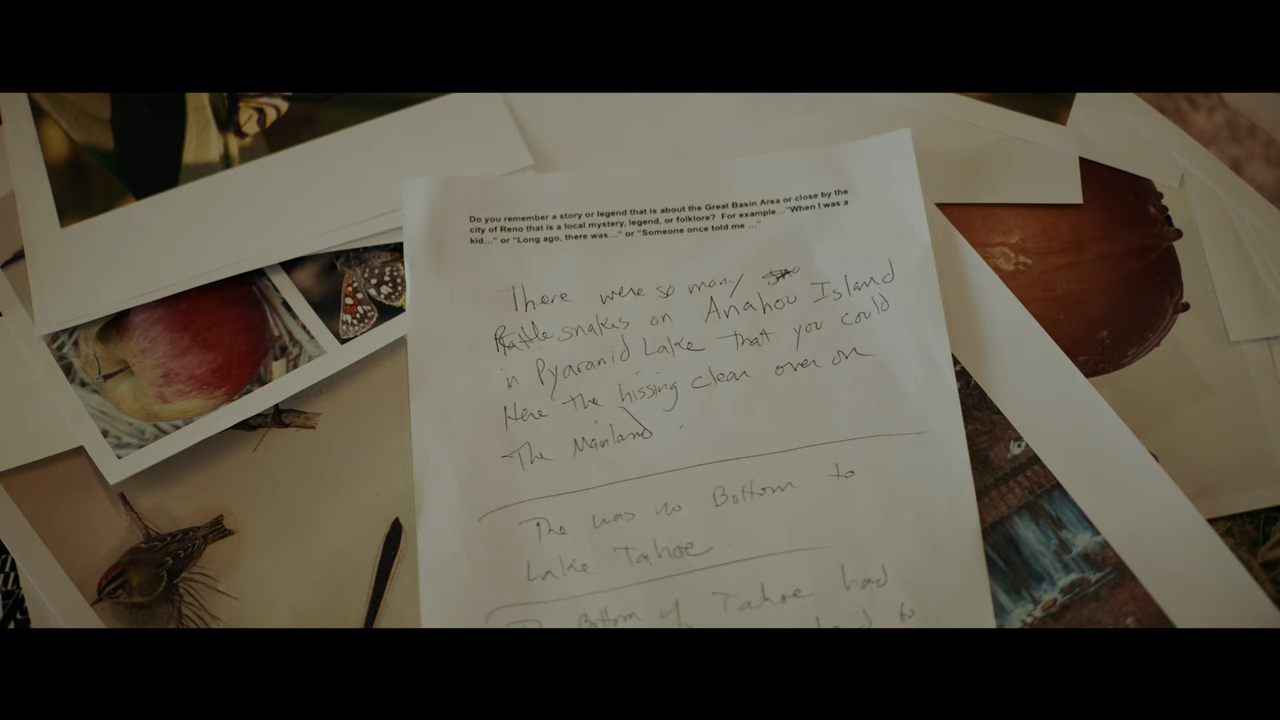 Do you remember a story or legend that is about the Great Basin Area or close by the
city of Reno that is a local mystery, legend, or folklore? For example..."When I was a
kid..." or "Long ago, there was..." or "Someone once told me ..."
There were so many
Rattlesnakes on Anahou Island
in Pyaranid Lake that you could
Here the hissing clean over on
The Mainland.
The was no Bottom to
Lake Tahoe.
Bottom of Tahoe had
to